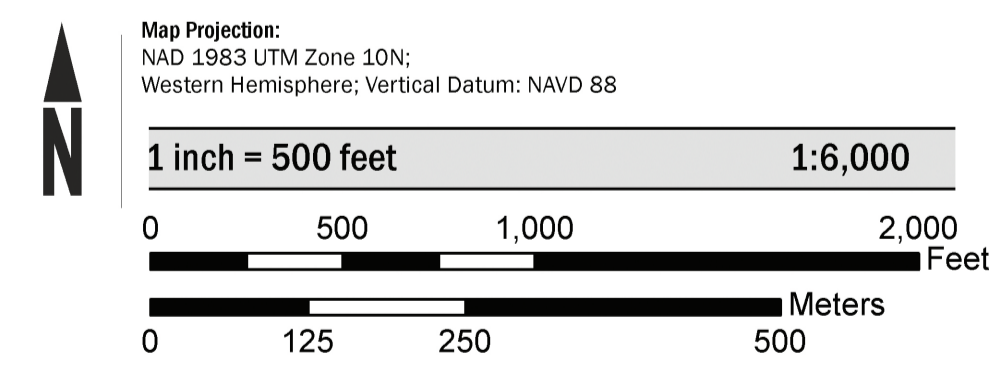 N
Map Projection:
NAD 1983 UTM Zone 10N;
Western Hemisphere; Vertical Datum: NAVD 88
1 inch = 500 feet 1:6,000
0 500 1,000 2,000
Feet
Meters
0 125 250 500